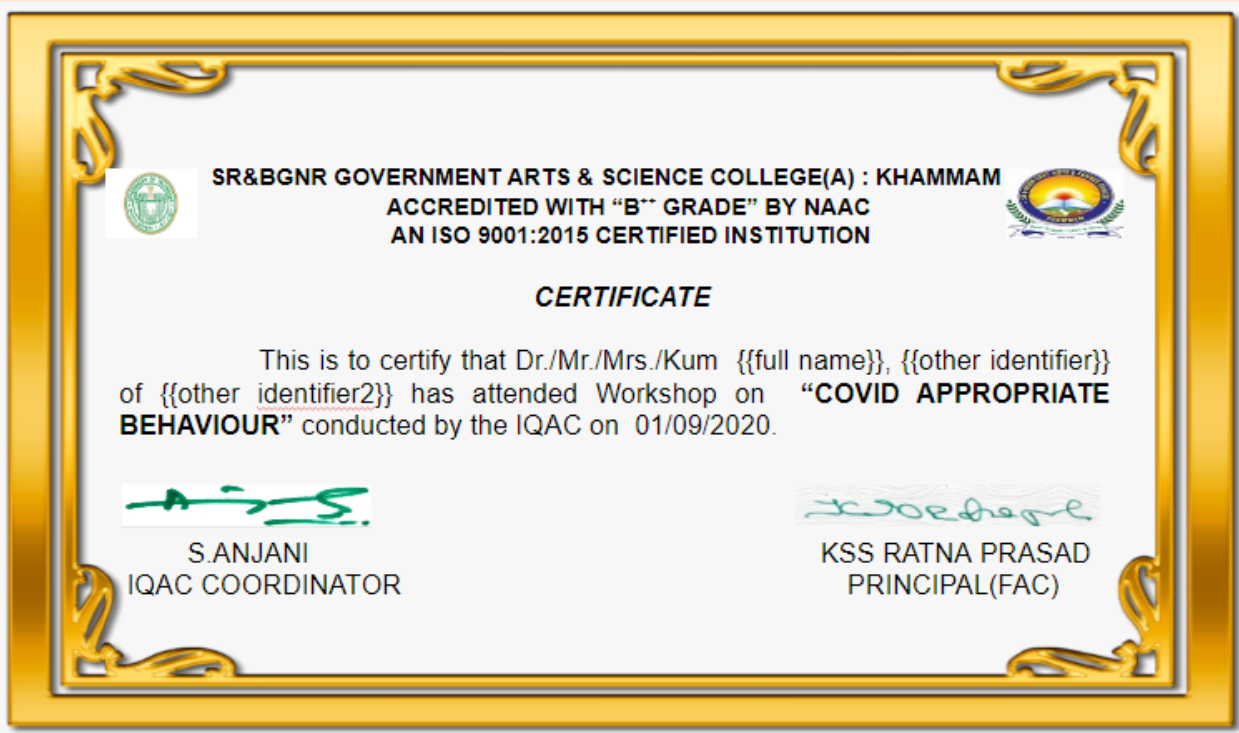 SR&BGNR GOVERNMENT ARTS & SCIENCE COLLEGE(A) : KHAMMAM
ACCREDITED WITH “B++ GRADE” BY NAAC
AN ISO 9001:2015 CERTIFIED INSTITUTION
CERTIFICATE
This is to certify that Dr./Mr./Mrs./Kum {{full name}}, {{other identifier}}
of {{other identifier2}} has attended Workshop on “COVID APPROPRIATE
BEHAVIOUR” conducted by the IQAC on 01/09/2020.
S.ANJANI
IQAC COORDINATOR
KSS RATNA PRASAD
PRINCIPAL(FAC)